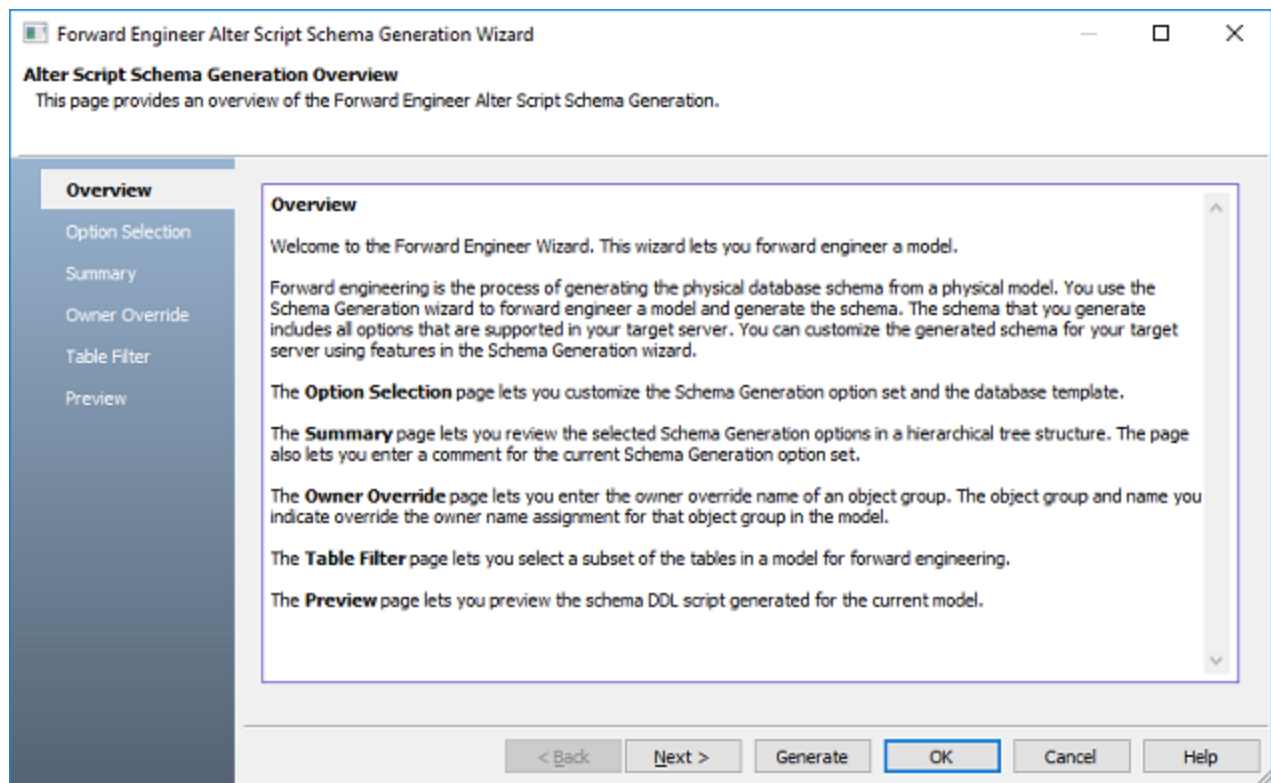 Forward Engineer Alter Script Schema Generation Wizard
Alter Script Schema Generation Overview
This page provides an overview of the Forward Engineer Alter Script Schema Generation.
Overview
Option Selection
Summary
Owner Override
Table Filter
Preview
Overview
Welcome to the Forward Engineer Wizard. This wizard lets you forward engineer a model.
Forward engineering is the process of generating the physical database schema from a physical model. You use the
Schema Generation wizard to forward engineer a model and generate the schema. The schema that you generate
includes all options that are supported in your target server. You can customize the generated schema for your target
server using features in the Schema Generation wizard.
The Option Selection page lets you customize the Schema Generation option set and the database template.
The Summary page lets you review the selected Schema Generation options in a hierarchical tree structure. The page
also lets you enter a comment for the current Schema Generation option set.
The Owner Override page lets you enter the owner override name of an object group. The object group and name you
indicate override the owner name assignment for that object group in the model.
The Table Filter page lets you select a subset of the tables in a model for forward engineering.
The Preview page lets you preview the schema DDL script generated for the current model.
< Back Next > Generate OK Cancel Help